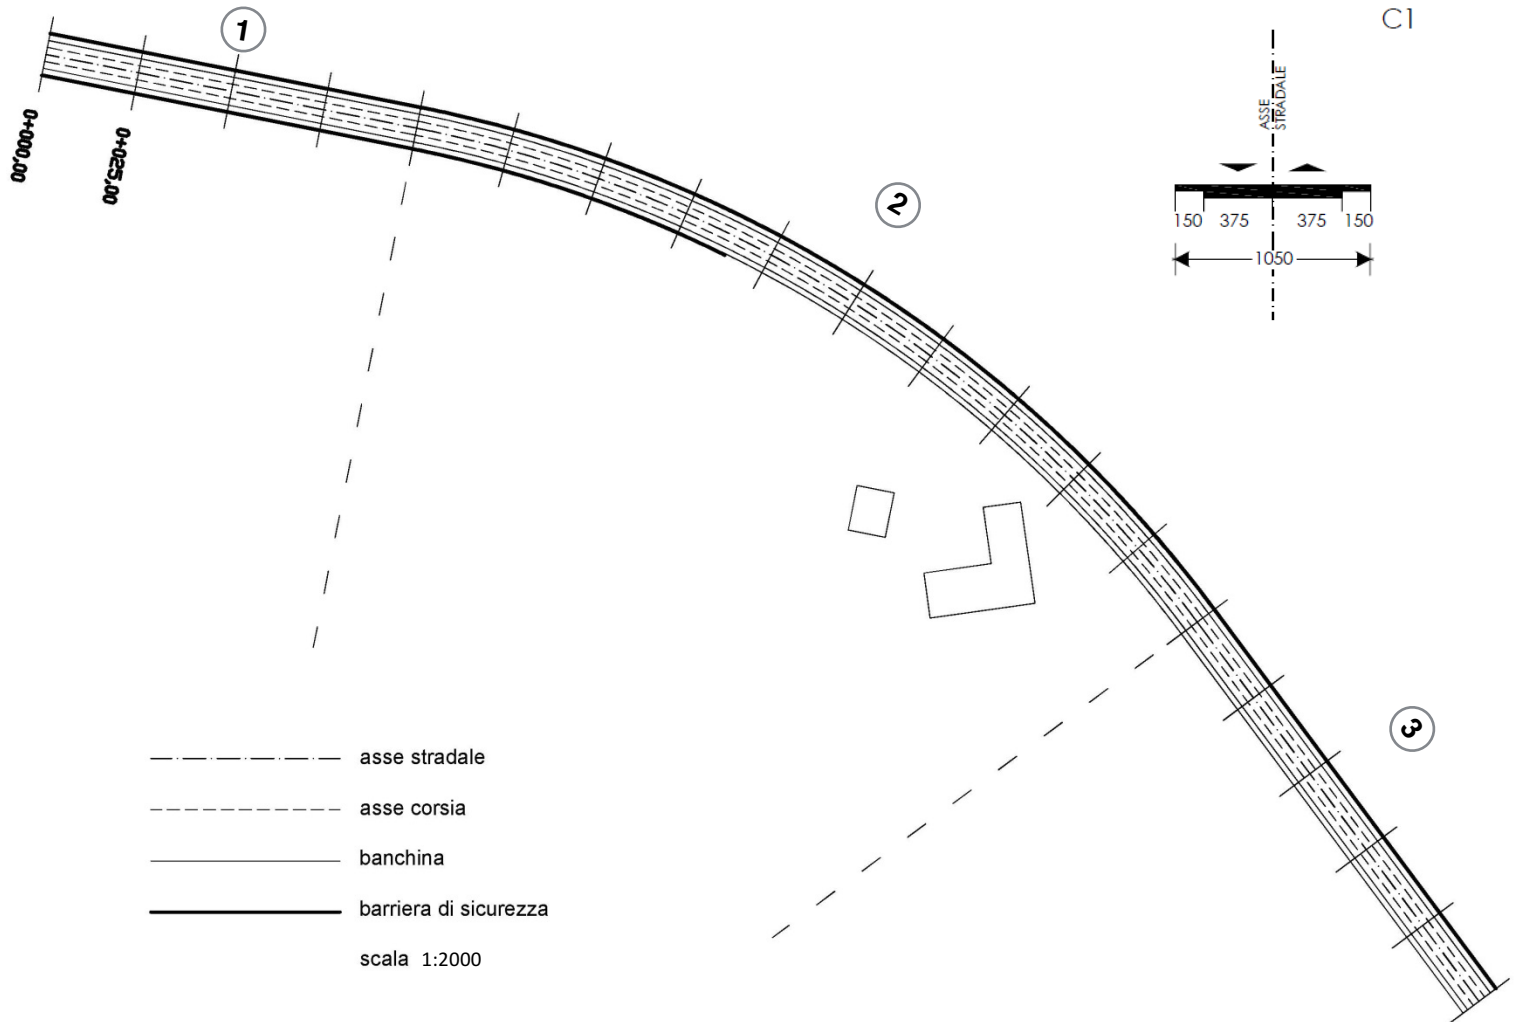 1
0+000,00
0+025,00
2
3
C1
ASSE
STRADALE
150 375 375 150
1050
asse stradale
asse corsia
banchina
barriera di sicurezza
scala 1:2000